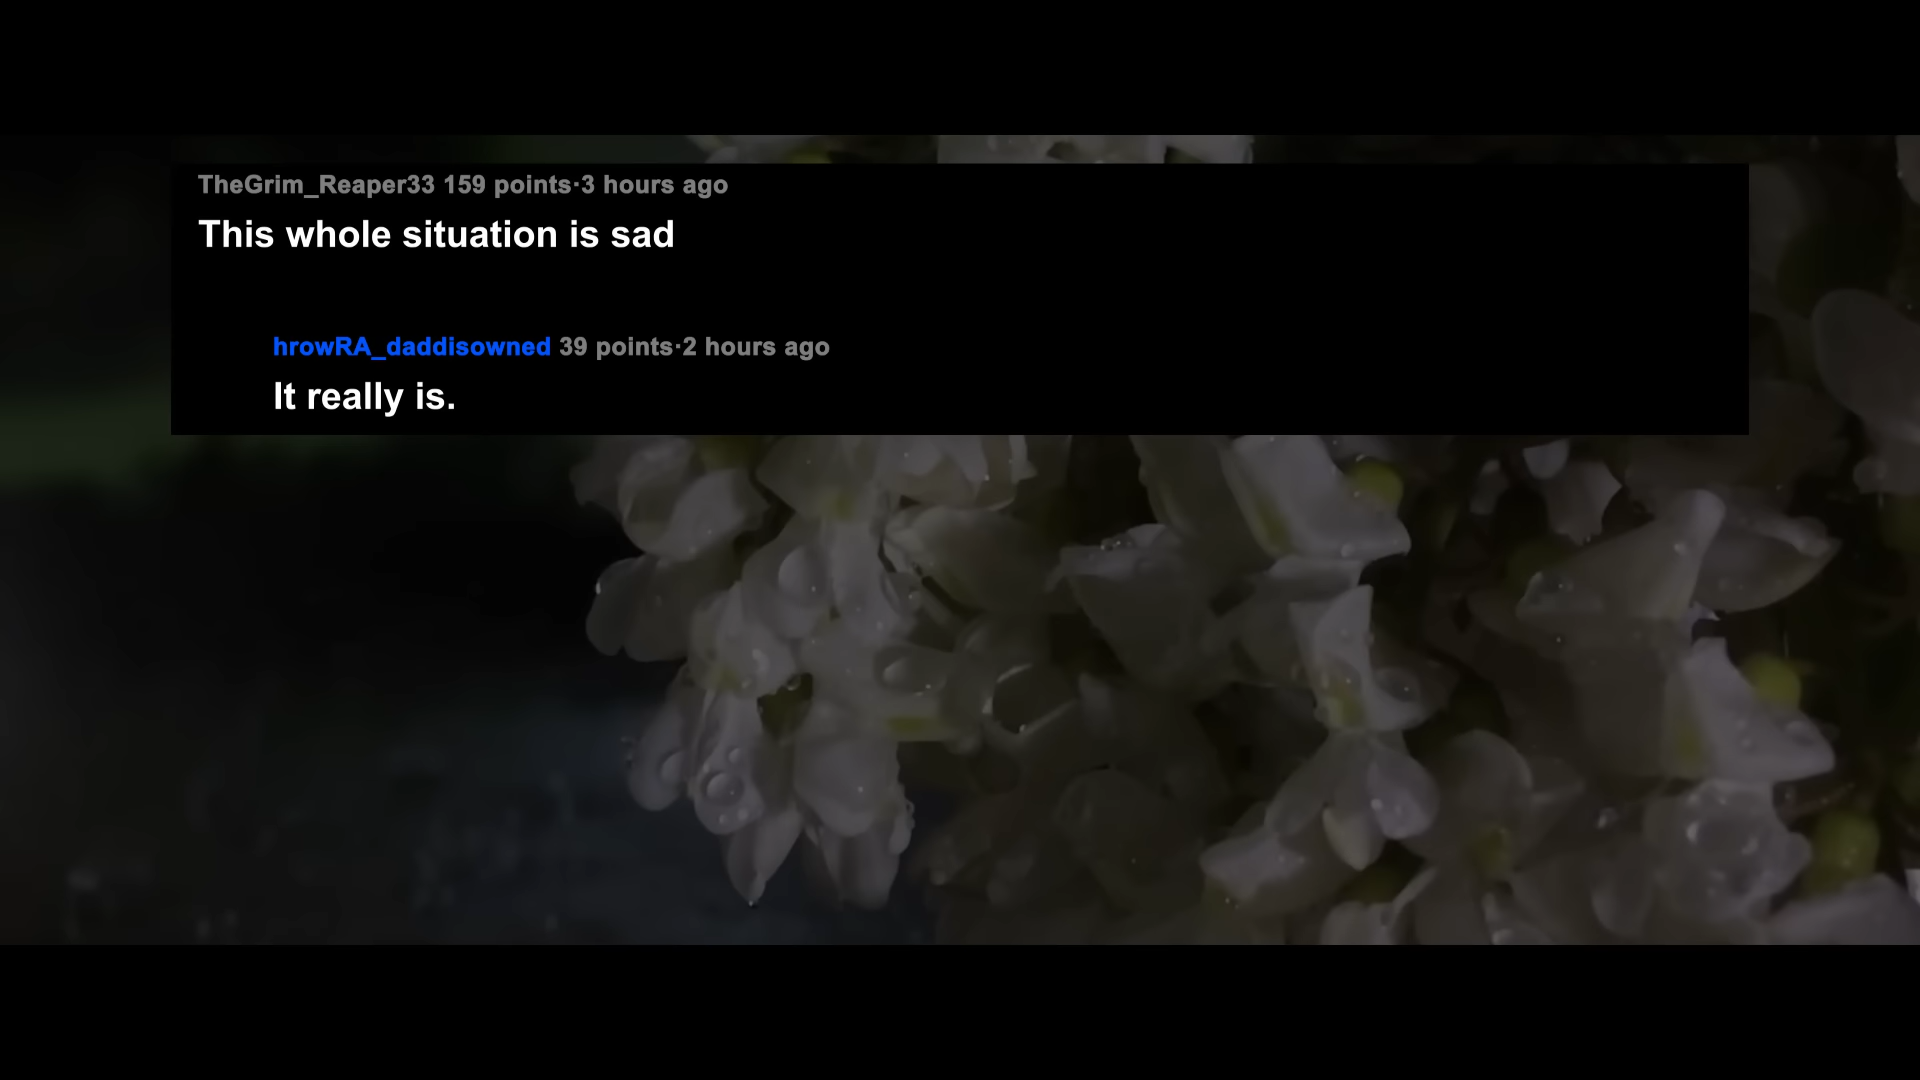 TheGrim_Reaper33 159 points·3 hours ago
This whole situation is sad
hrowRA_daddisowned 39 points·2 hours ago
It really is.